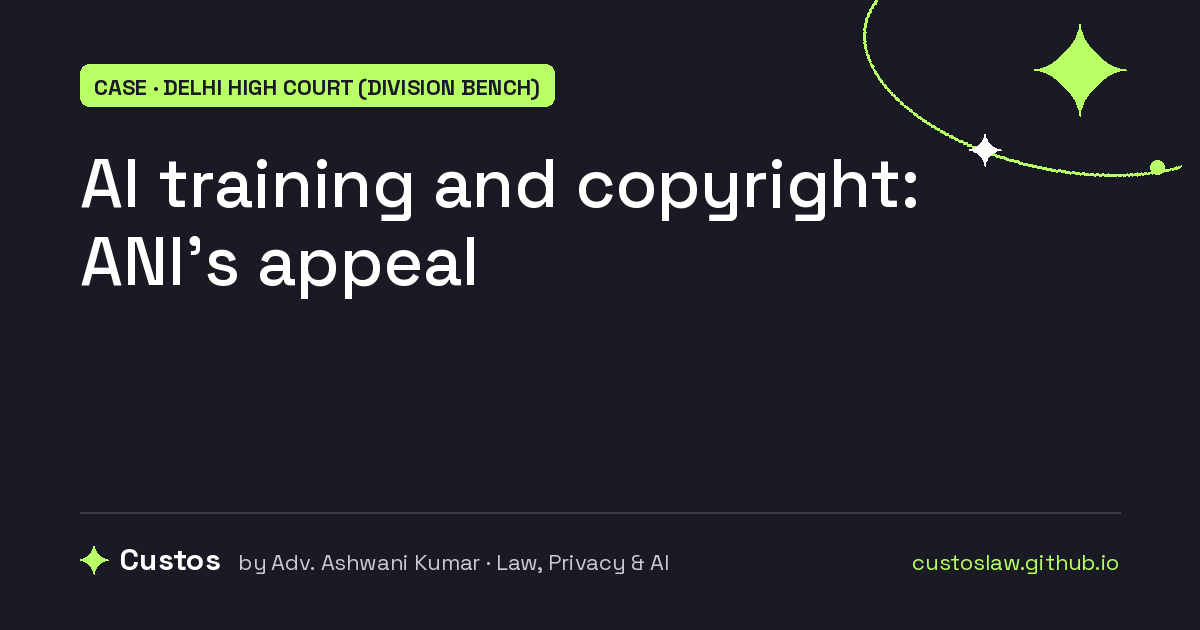 CASE · DELHI HIGH COURT (DIVISION BENCH)
AI training and copyright:
ANI’s appeal
Custos by Adv. Ashwani Kumar · Law, Privacy & AI
custoslaw.github.io